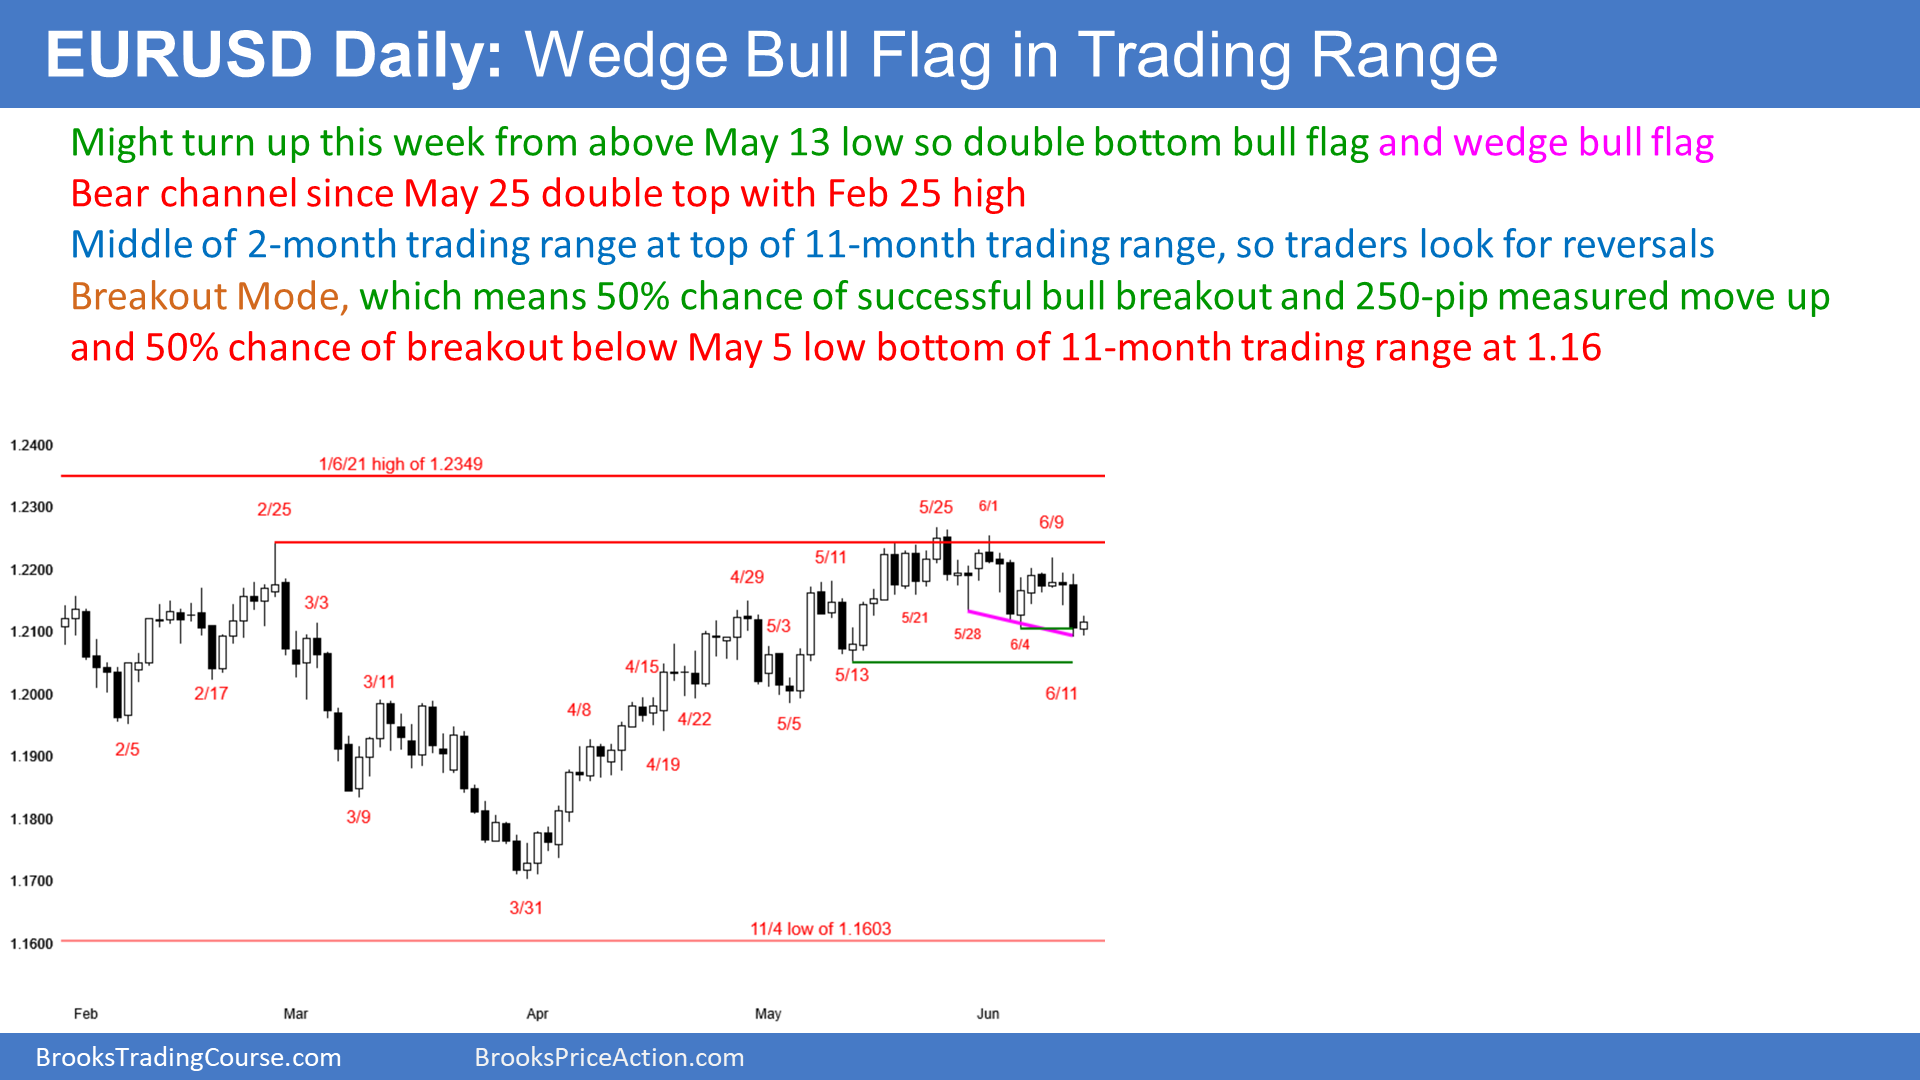 EURUSD Daily: Wedge Bull Flag in Trading Range
Might turn up this week from above May 13 low so double bottom bull flag and wedge bull flag
Bear channel since May 25 double top with Feb 25 high
Middle of 2-month trading range at top of 11-month trading range, so traders look for reversals
Breakout Mode, which means 50% chance of successful bull breakout and 250-pip measured move up
and 50% chance of breakout below May 5 low bottom of 11-month trading range at 1.16
1.2400
1/6/21 high of 1.2349
1.2300
2/25
5/25
6/1
6/9
1.2200
5/11
4/29
3/3
1.2100
5/3
5/21
5/28
6/4
4/15
3/11
5/13
1.2000
2/17
6/11
4/8
4/22
5/5
2/5
1.1900
4/19
3/9
1.1800
1.1700
3/31
11/4 low of 1.1603
1.1600
Feb
Mar
Apr
May
Jun
BrooksTradingCourse.com
BrooksPriceAction.com